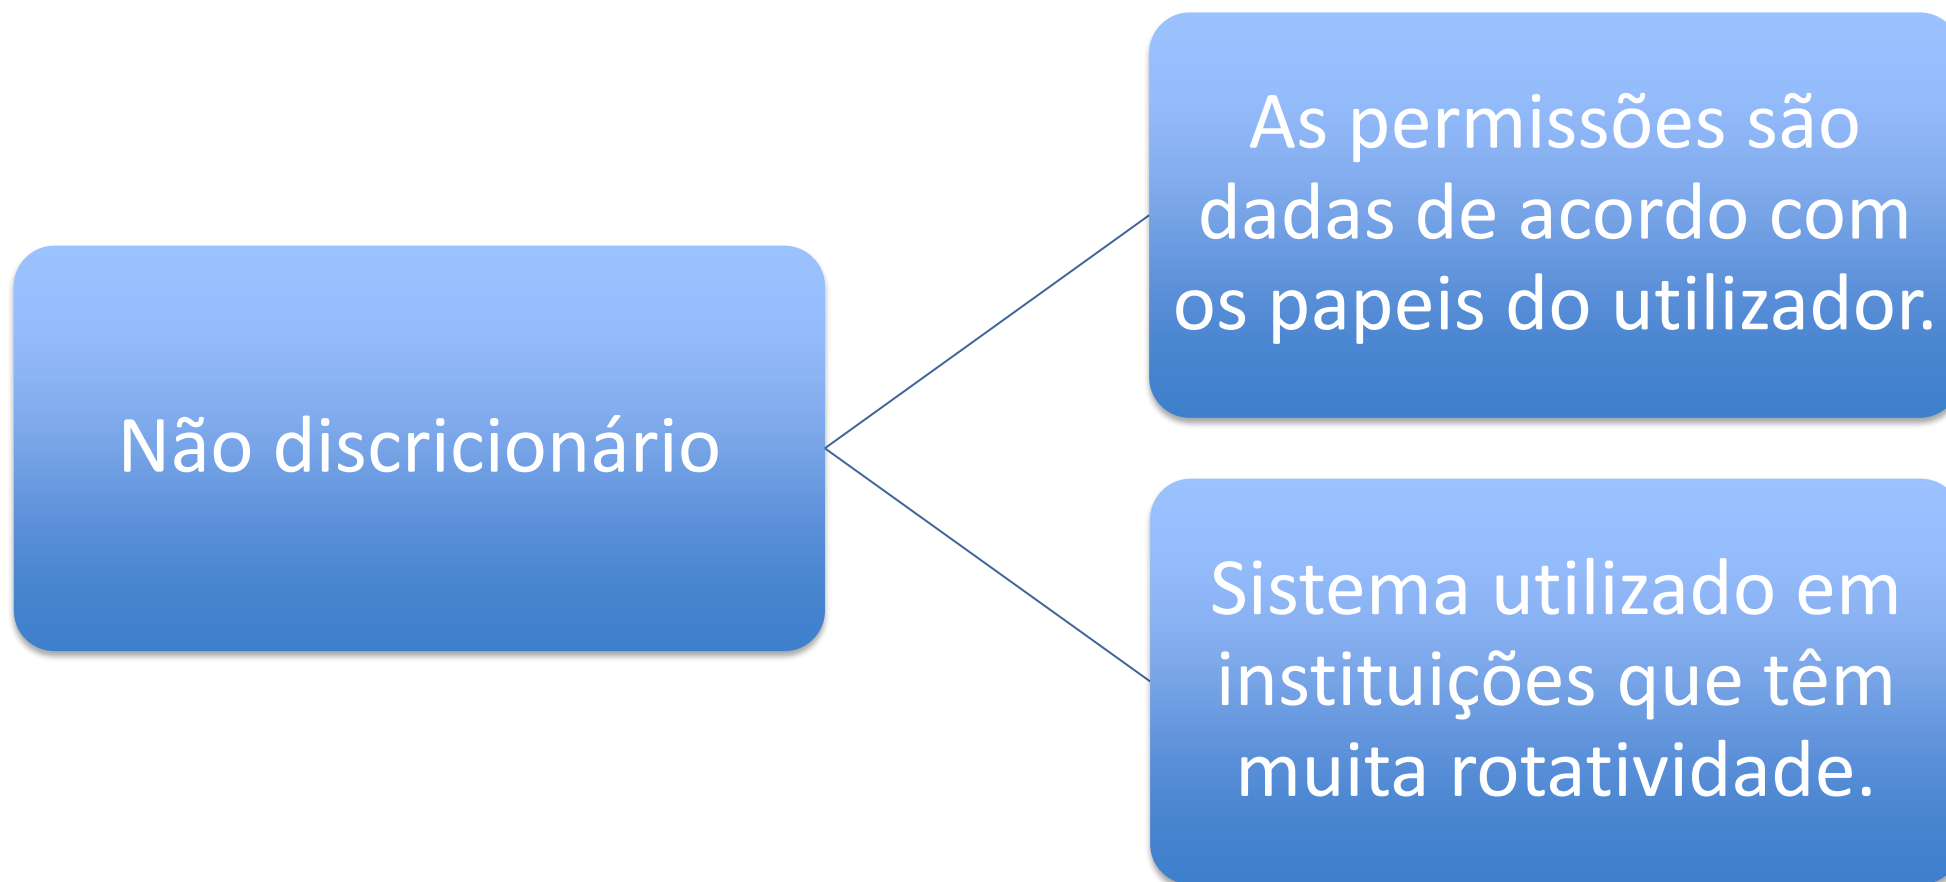 Não discricionário
As permissões são
dadas de acordo com
os papeis do utilizador.
Sistema utilizado em
instituições que têm
muita rotatividade.